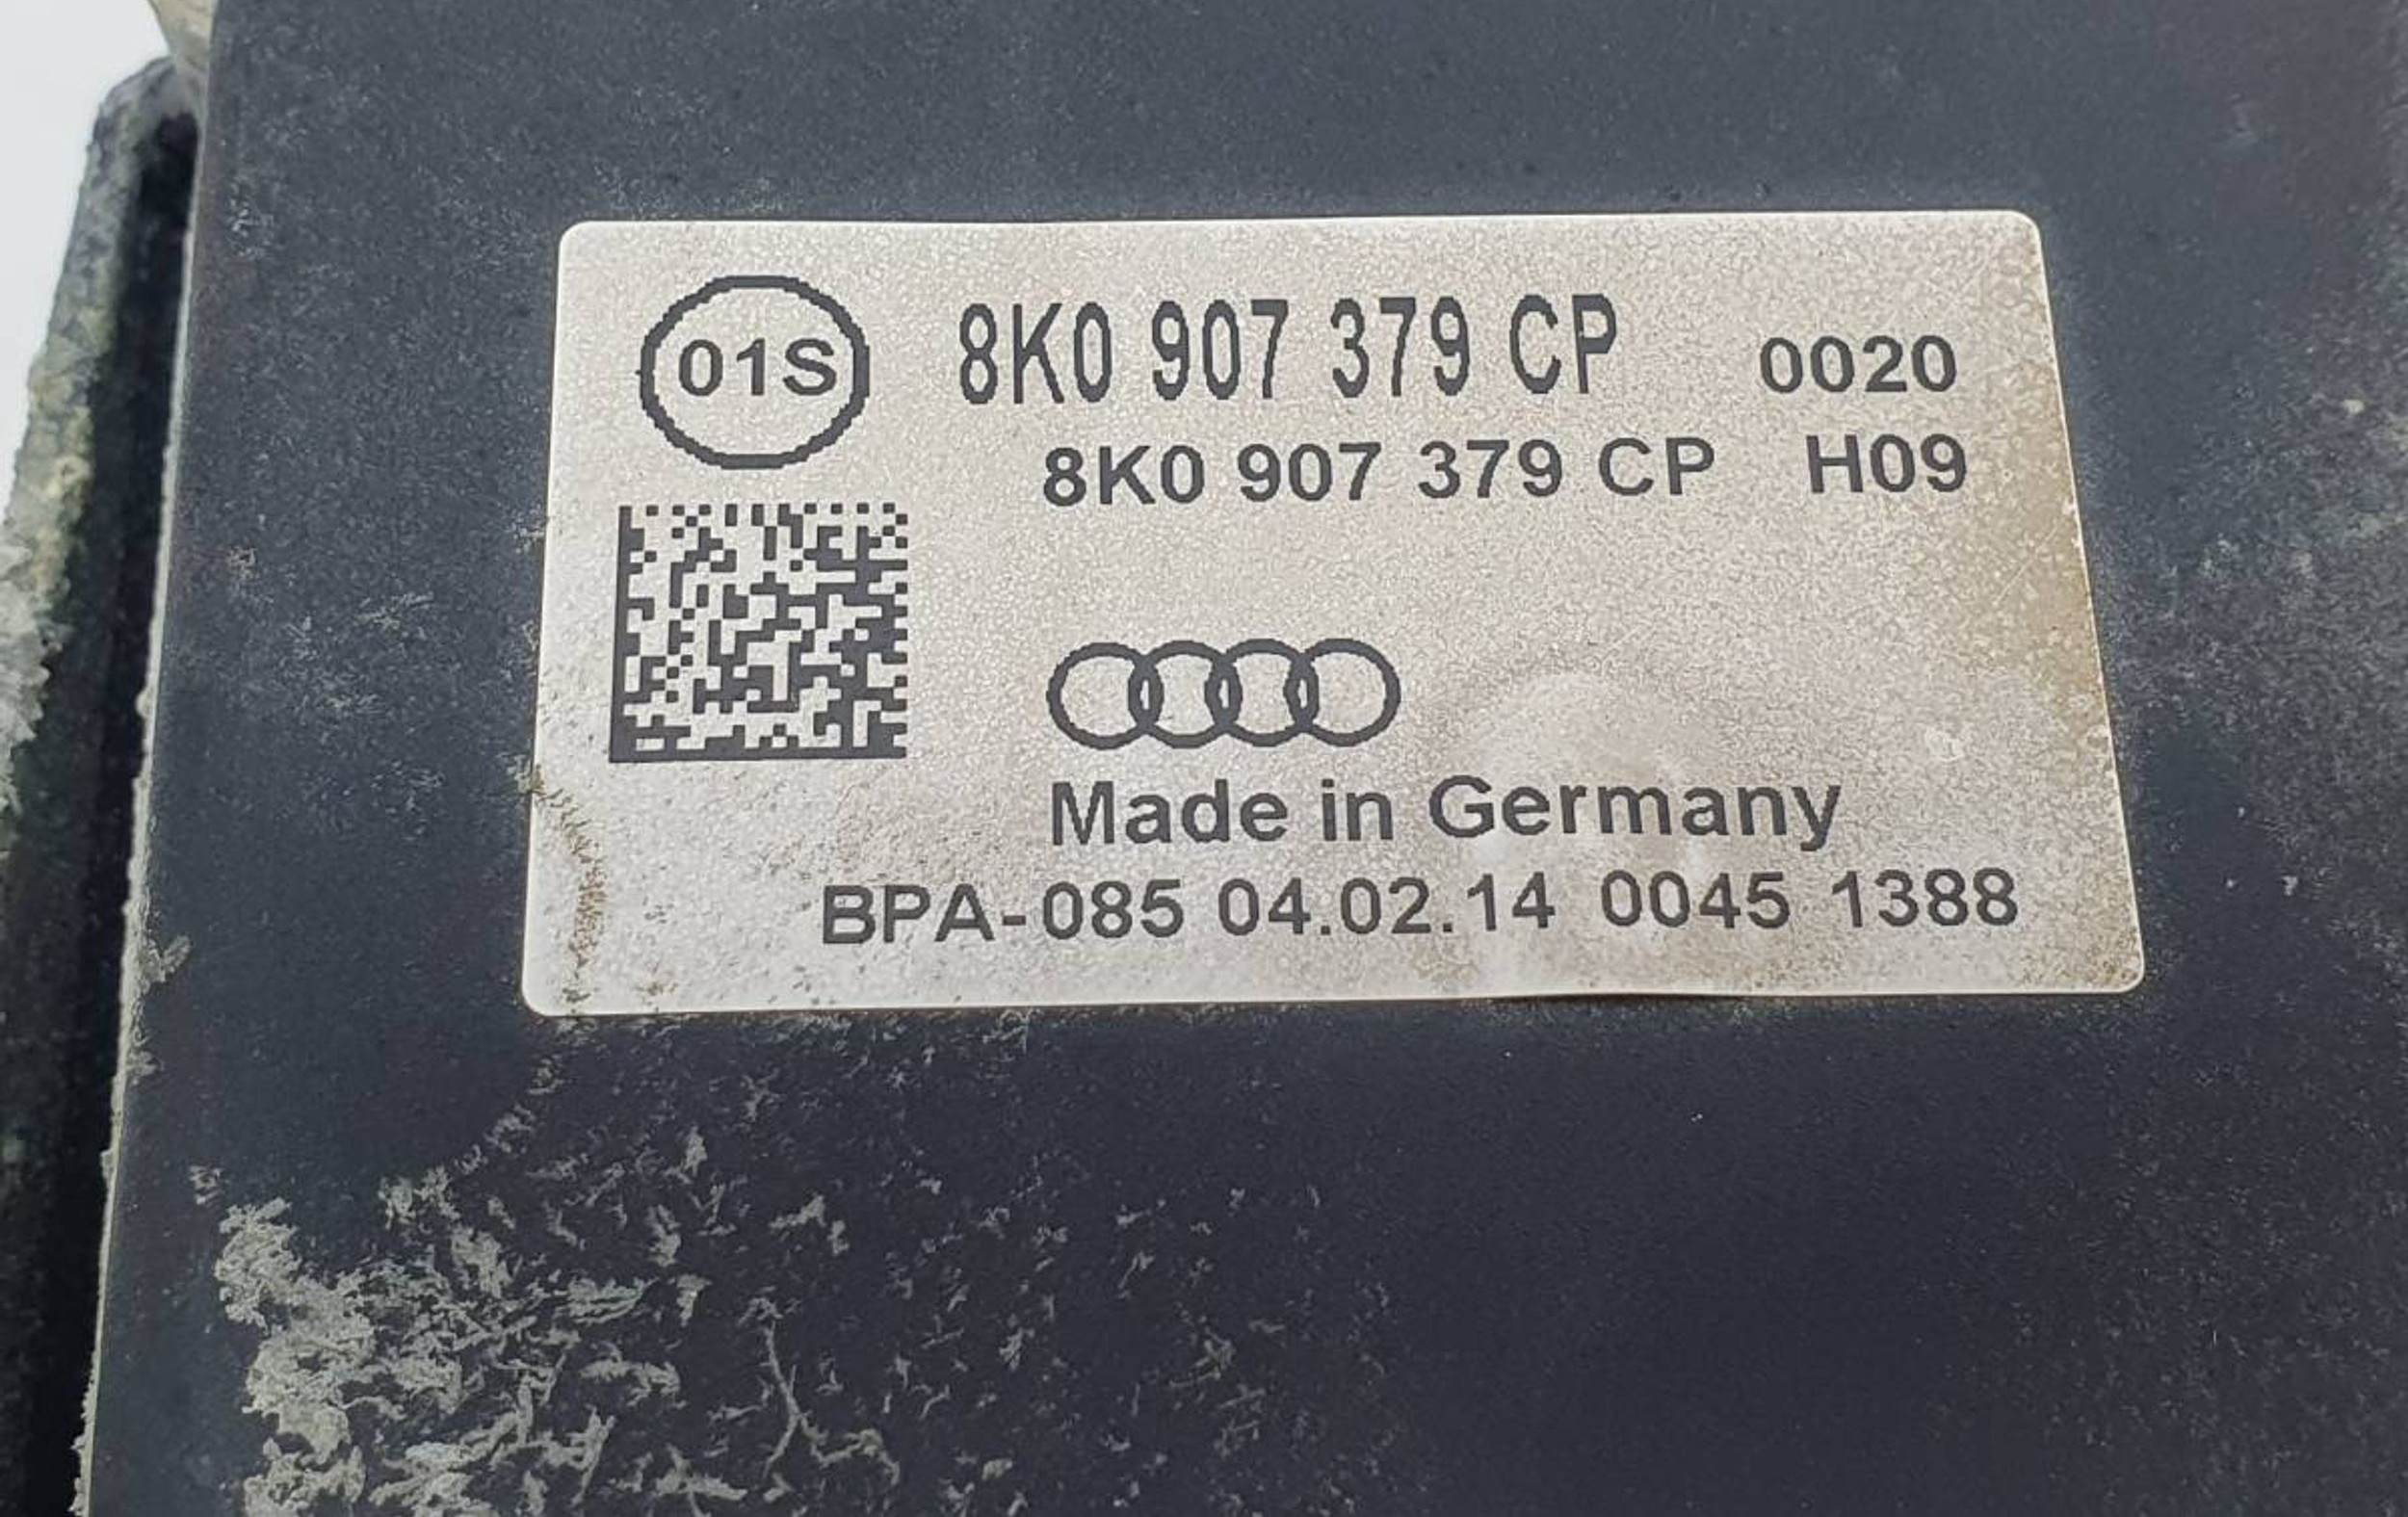 01S 8K0 907 379 CP 0020
8K0 907 379 CP H09
Made in Germany
BPA-085 04.02.14 0045 1388